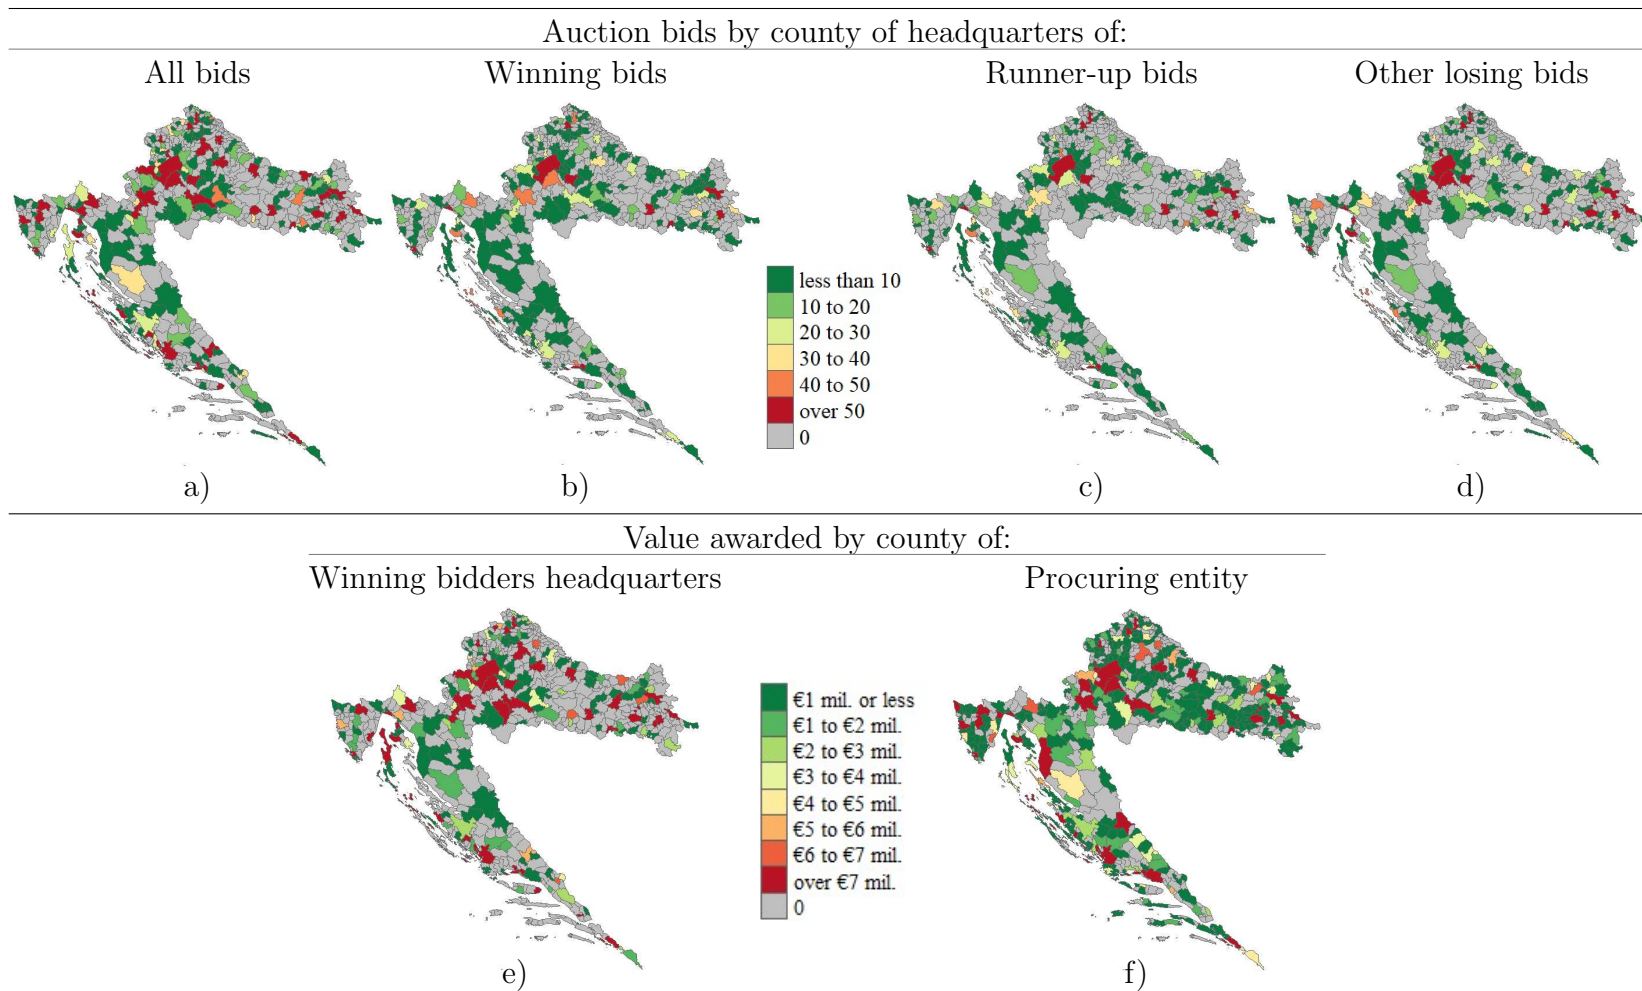 Auction bids by county of headquarters of:
All bids
Winning bids
Runner-up bids
Other losing bids
less than 10
10 to 20
20 to 30
30 to 40
40 to 50
over 50
0
a)
b)
c)
d)
Value awarded by county of:
Winning bidders headquarters
Procuring entity
€1 mil. or less
€1 to €2 mil.
€2 to €3 mil.
€3 to €4 mil.
€4 to €5 mil.
€5 to €6 mil.
€6 to €7 mil.
over €7 mil.
0
e)
f)